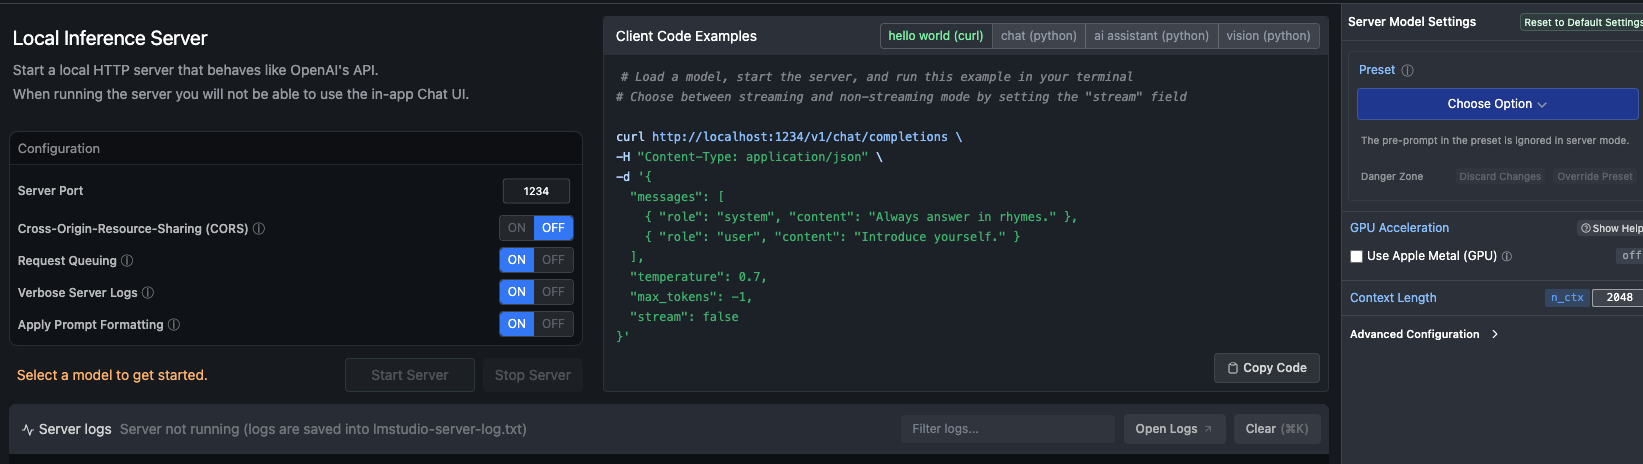 Local Inference Server
Start a local HTTP server that behaves like OpenAI's API.
When running the server you will not be able to use the in-app Chat UI.
Configuration
Server Port
1234
Cross-Origin-Resource-Sharing (CORS)
ON OFF
Request Queuing
ON OFF
Verbose Server Logs
ON OFF
Apply Prompt Formatting
ON OFF
Select a model to get started.
Start Server
Stop Server
Client Code Examples
hello world (curl)
chat (python)
ai assistant (python)
vision (python)
# Load a model, start the server, and run this example in your terminal
# Choose between streaming and non-streaming mode by setting the "stream" field
curl http://localhost:1234/v1/chat/completions \
-H "Content-Type: application/json" \
-d '{
"messages": [
{ "role": "system", "content": "Always answer in rhymes." },
{ "role": "user", "content": "Introduce yourself." }
],
"temperature": 0.7,
"max_tokens": -1,
"stream": false
}'
Copy Code
Server logs
Server not running (logs are saved into lmstudio-server-log.txt)
Filter logs...
Open Logs
Clear (⌘K)
Server Model Settings
Reset to Default Settings
Preset
Choose Option
The pre-prompt in the preset is ignored in server mode.
Danger Zone
Discard Changes
Override Preset
GPU Acceleration
Show Help
Use Apple Metal (GPU)
off
Context Length
n_ctx
2048
Advanced Configuration